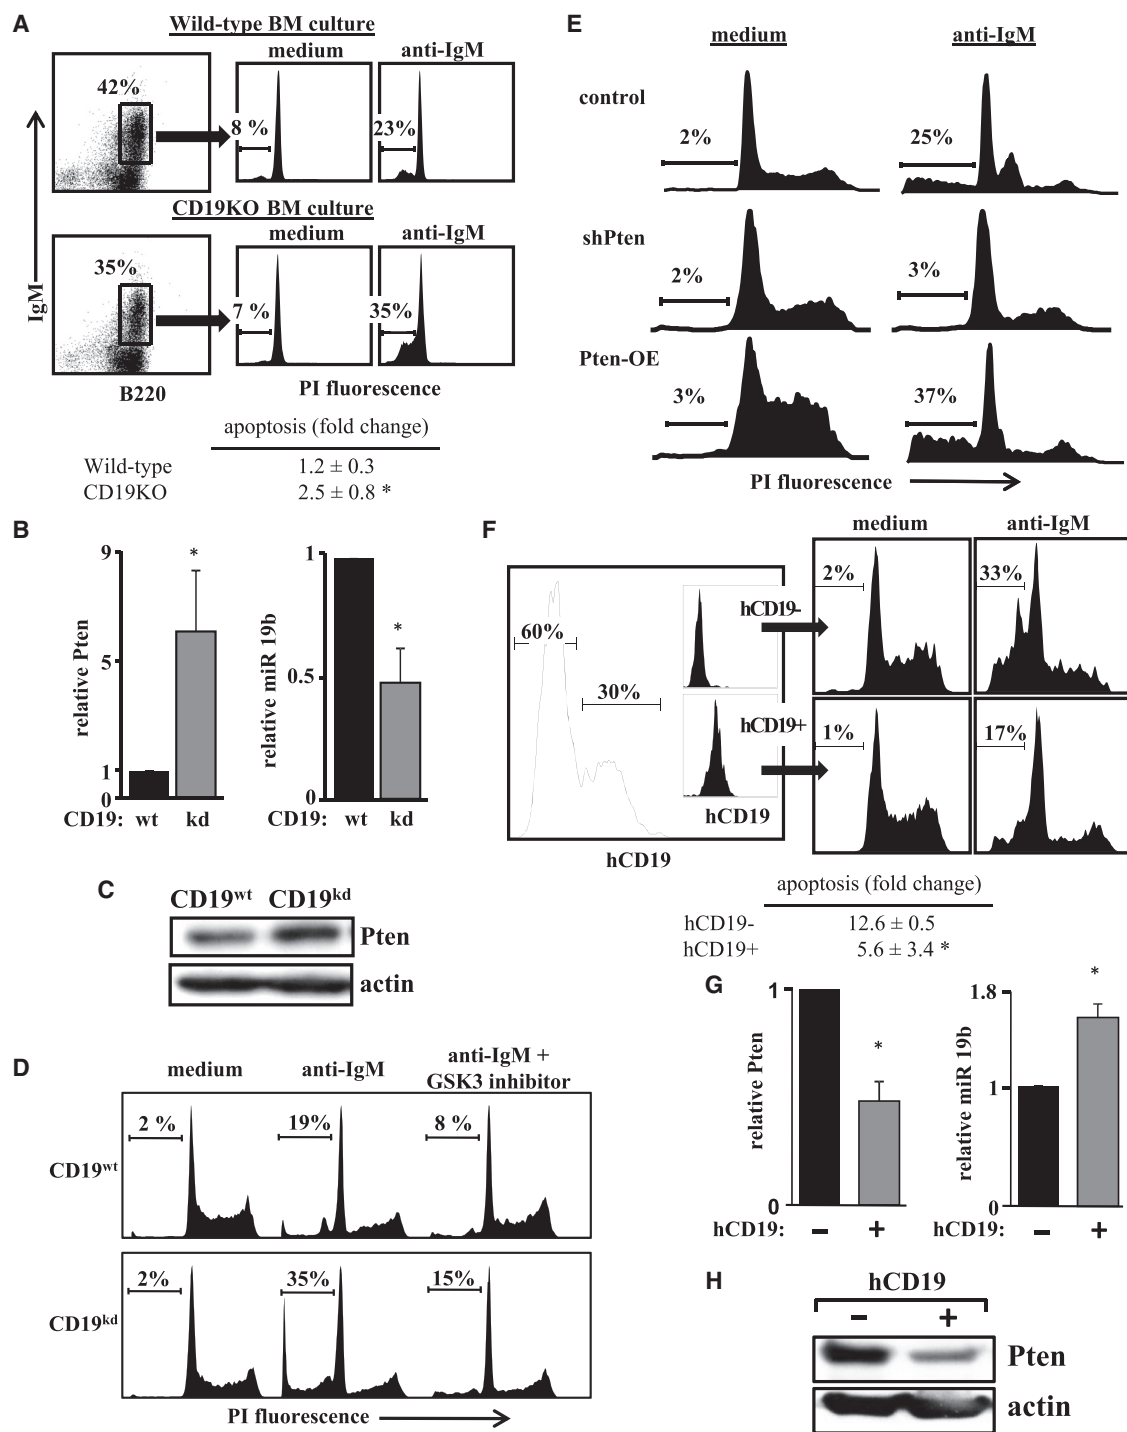 A
Wild-type BM culture
medium
anti-IgM
42%
8 %
23%
CD19KO BM culture
medium
anti-IgM
35%
7 %
35%
IgM
B220
PI fluorescence
apoptosis (fold change)
Wild-type 1.2 ± 0.3
CD19KO 2.5 ± 0.8 *
B
relative Pten
9
5
1
0
*
CD19: wt kd
relative miR 19b
1
0.5
0
*
CD19: wt kd
C
CD19wt CD19kd
Pten
actin
D
medium
anti-IgM
anti-IgM +
GSK3 inhibitor
CD19wt
2 %
19%
8 %
CD19kd
2%
35%
15%
PI fluorescence
E
medium
anti-IgM
control
2%
25%
shPten
2%
3%
Pten-OE
3%
37%
PI fluorescence
F
medium
anti-IgM
60%
30%
hCD19-
2%
33%
hCD19+
1%
17%
hCD19
hCD19
apoptosis (fold change)
hCD19- 12.6 ± 0.5
hCD19+ 5.6 ± 3.4 *
G
relative Pten
1
0
*
hCD19: - +
relative miR 19b
1.8
1
0
*
hCD19: - +
H
hCD19
- +
Pten
actin